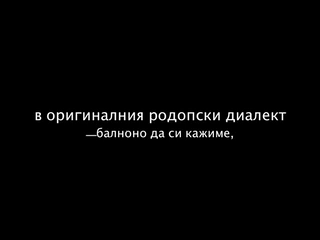 в оригиналния родопски диалект
—балноно да си кажиме,